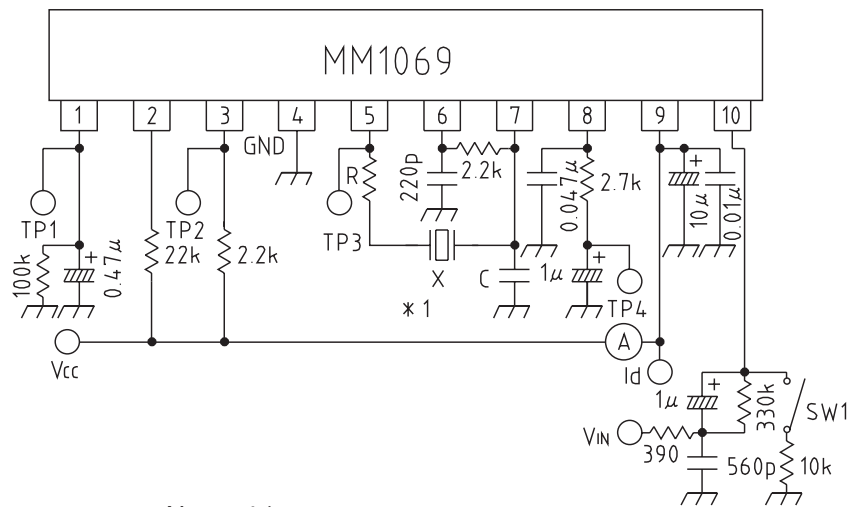 MM1069
1 2 3 4 5 6 7 8 9 10
GND
TP1
TP2
TP3
TP4
R
220p
2.2k
0.047μ
2.7k
10μ
0.01μ
100k
0.47μ
22k
2.2k
X
C
1μ
＊1
Vcc
A
Id
1μ
330k
SW1
VIN
390
560p
10k